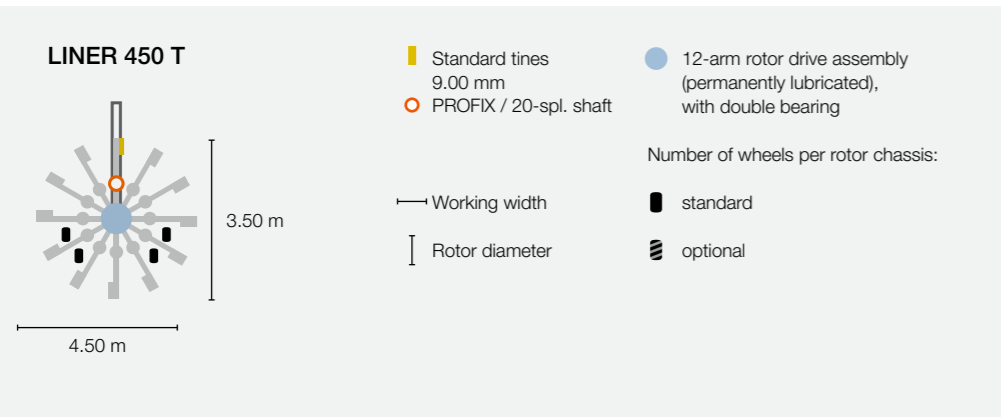 LINER 450 T
3.50 m
4.50 m
Standard tines
9.00 mm
PROFIX / 20-spl. shaft
Working width
Rotor diameter
12-arm rotor drive assembly
(permanently lubricated),
with double bearing
Number of wheels per rotor chassis:
standard
optional